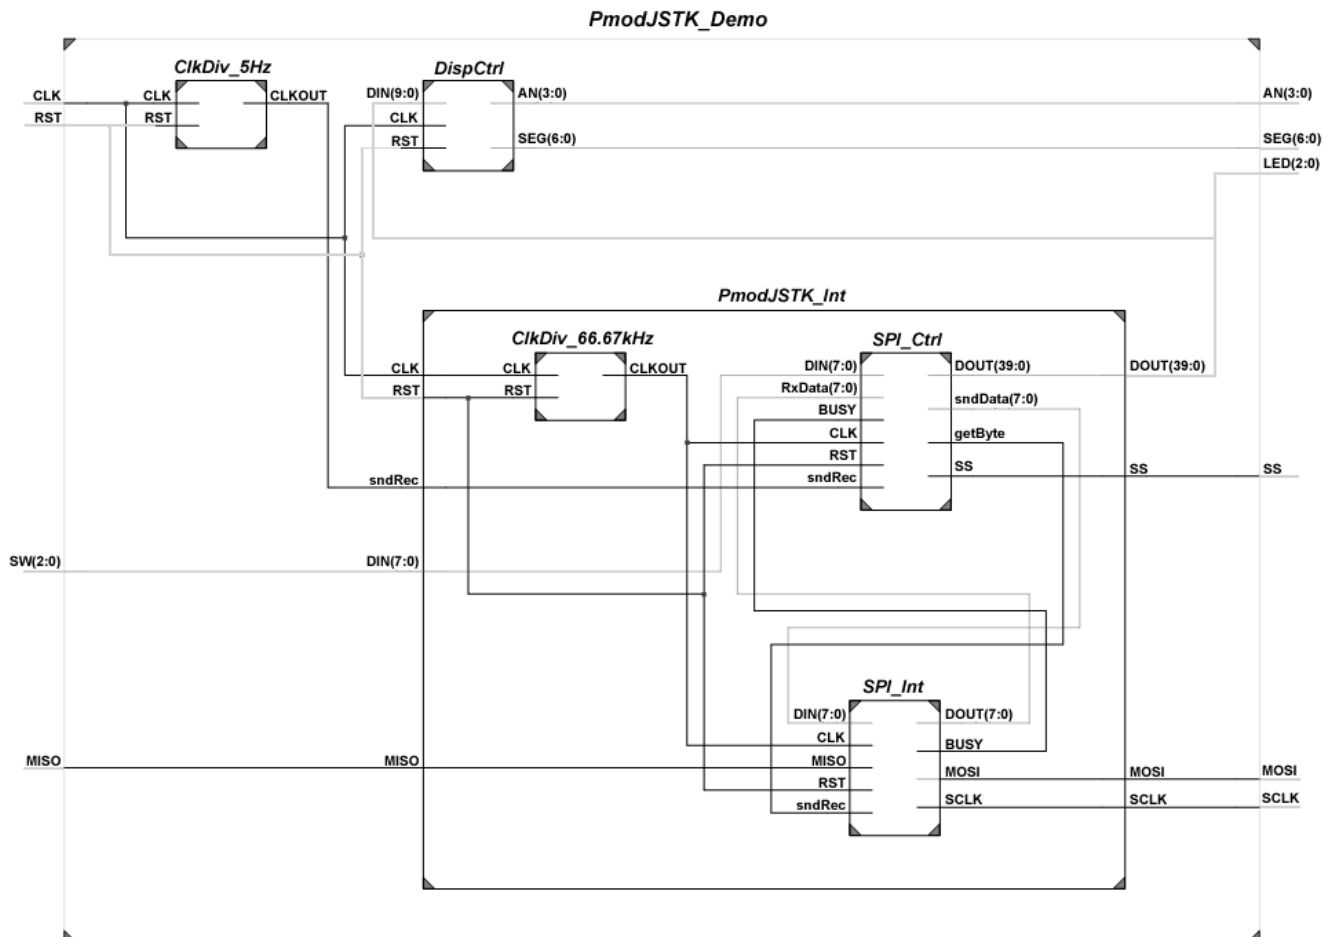 PmodJSTK_Demo
ClkDiv_5Hz
DispCtrl
CLK
CLK
CLKOUT
DIN(9:0)
AN(3:0)
AN(3:0)
RST
RST
CLK
RST
SEG(6:0)
SEG(6:0)
LED(2:0)
PmodJSTK_Int
ClkDiv_66.67kHz
SPI_Ctrl
CLK
CLK
CLKOUT
DIN(7:0)
DOUT(39:0)
DOUT(39:0)
RST
RST
RxData(7:0)
sndData(7:0)
BUSY
CLK
getByte
RST
SS
SS
SS
sndRec
sndRec
SW(2:0)
DIN(7:0)
SPI_Int
DIN(7:0)
DOUT(7:0)
CLK
BUSY
MISO
MISO
MISO
MOSI
MOSI
MOSI
RST
SCLK
SCLK
SCLK
sndRec